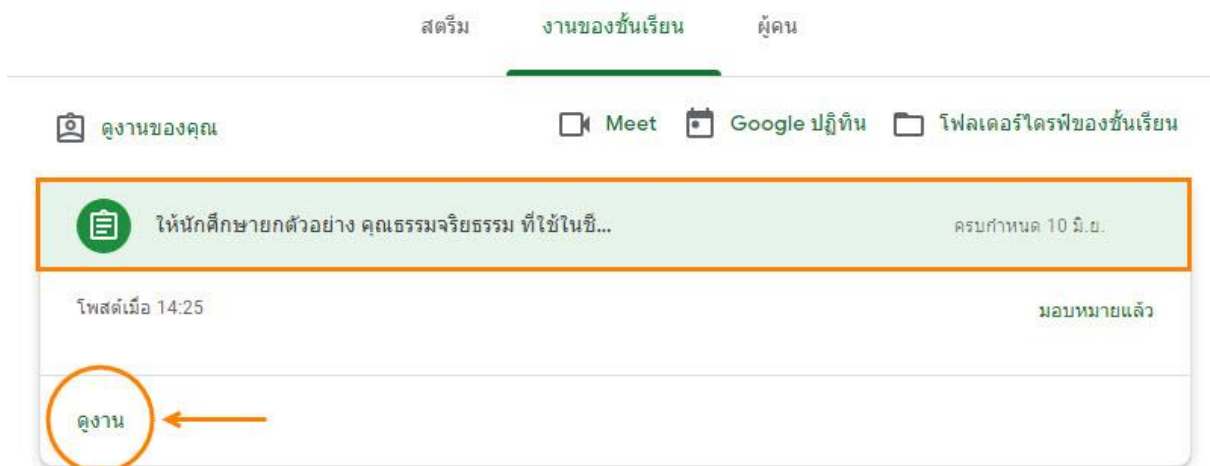 สตรีม งานของชั้นเรียน ผู้คน
ดูงานของคุณ Meet Google ปฏิทิน โฟลเดอร์ไดรฟ์ของชั้นเรียน
ให้นักศึกษายกตัวอย่าง คุณธรรมจริยธรรม ที่ใช้ในชี... ครบกำหนด 10 มิ.ย.
โพสต์เมื่อ 14:25 มอบหมายแล้ว
ดูงาน